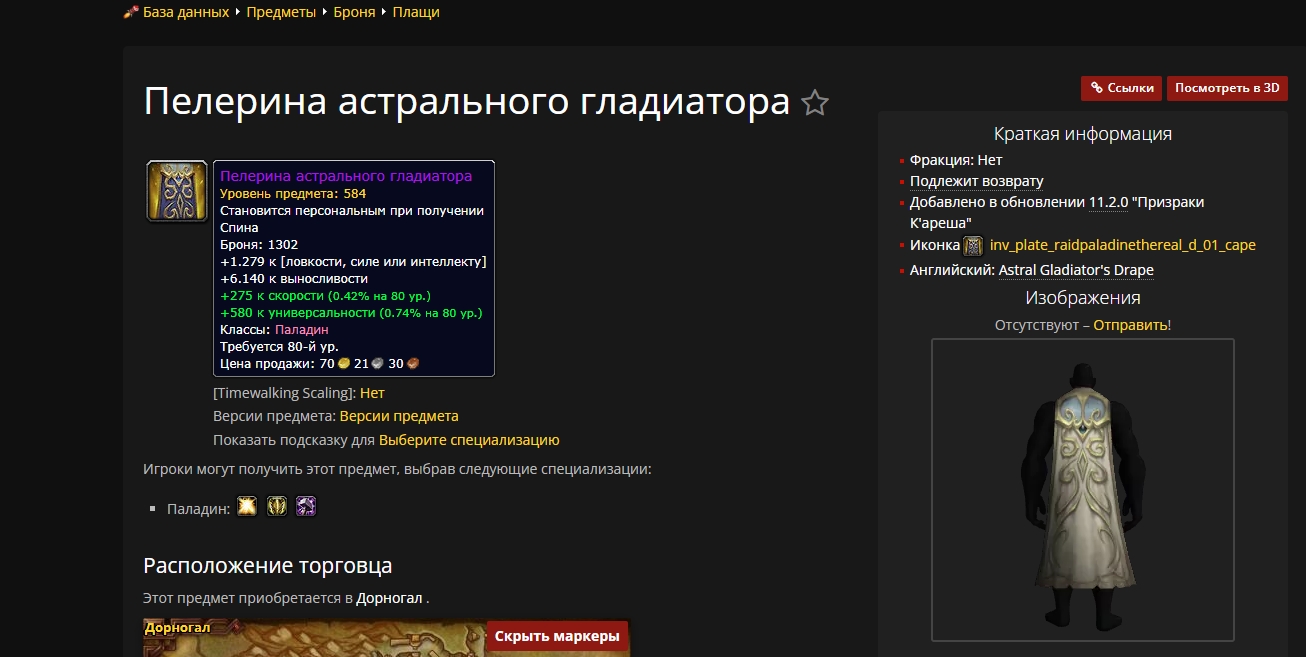 База данных ▸ Предметы ▸ Броня ▸ Плащи
Пелерина астрального гладиатора
Пелерина астрального гладиатора
Уровень предмета: 584
Становится персональным при получении
Спина
Броня: 1302
+1.279 к [ловкости, силе или интеллекту]
+6.140 к выносливости
+275 к скорости (0.42% на 80 ур.)
+580 к универсальности (0.74% на 80 ур.)
Классы: Паладин
Требуется 80-й ур.
Цена продажи: 70 21 30
[Timewalking Scaling]: Нет
Версии предмета: Версии предмета
Показать подсказку для Выберите специализацию
Игроки могут получить этот предмет, выбрав следующие специализации:
Паладин:
Расположение торговца
Этот предмет приобретается в Дорногал .
Дорногал
Скрыть маркеры
Ссылки
Посмотреть в 3D
Краткая информация
Фракция: Нет
Подлежит возврату
Добавлено в обновлении 11.2.0 "Призраки
К'ареша"
Иконка inv_plate_raidpaladinethereal_d_01_cape
Английский: Astral Gladiator's Drape
Изображения
Отсутствуют – Отправить!